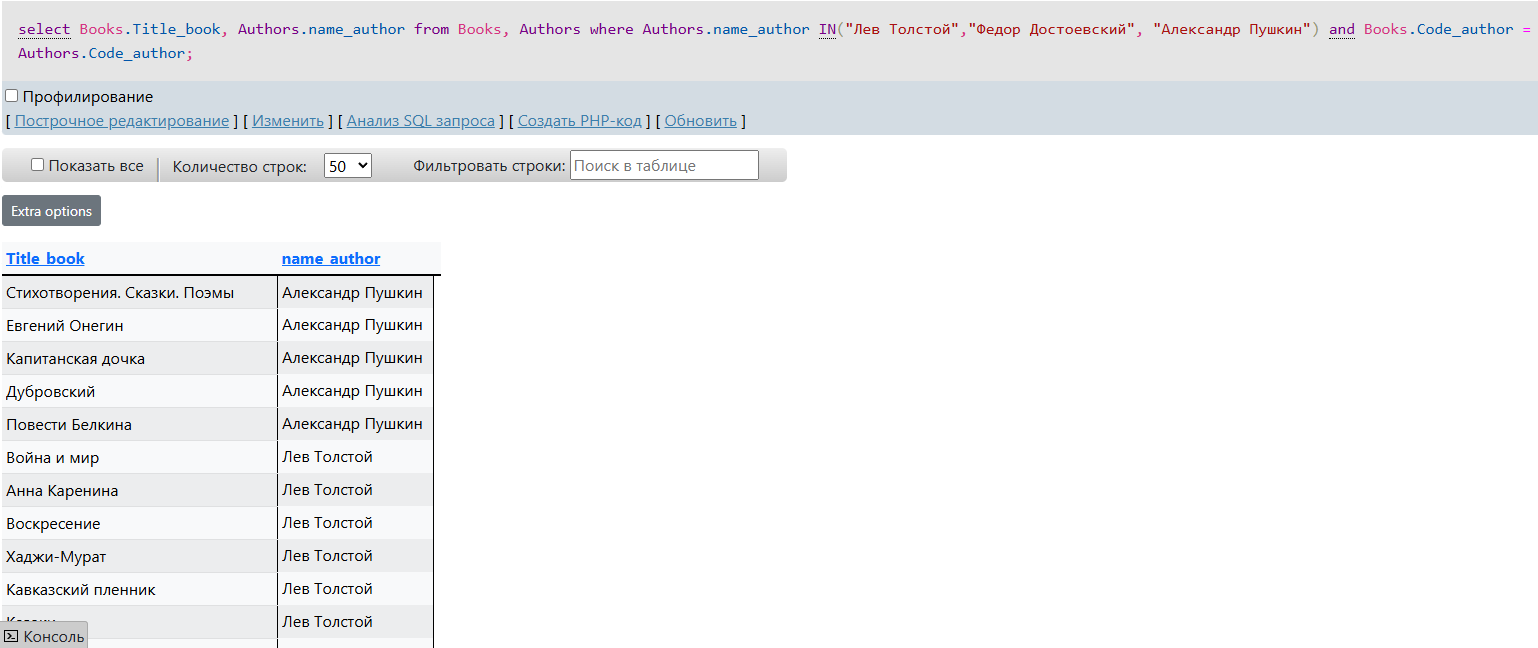 select Books.Title_book, Authors.name_author from Books, Authors where Authors.name_author IN("Лев Толстой","Федор Достоевский", "Александр Пушкин") and Books.Code_author =
Authors.Code_author;
Профилирование
[ Построчное редактирование ] [ Изменить ] [ Анализ SQL запроса ] [ Создать PHP-код ] [ Обновить ]
Показать все Количество строк: 50 Фильтровать строки: Поиск в таблице
Extra options
Title_book name_author
Стихотворения. Сказки. Поэмы Александр Пушкин
Евгений Онегин Александр Пушкин
Капитанская дочка Александр Пушкин
Дубровский Александр Пушкин
Повести Белкина Александр Пушкин
Война и мир Лев Толстой
Анна Каренина Лев Толстой
Воскресение Лев Толстой
Хаджи-Мурат Лев Толстой
Кавказский пленник Лев Толстой
Лев Толстой
Консоль